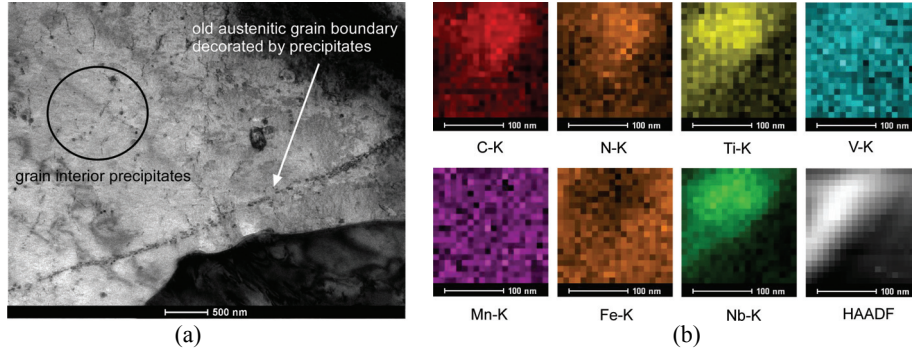 old austenitic grain boundary
decorated by precipitates
grain interior precipitates
500 nm
(a)
100 nm 100 nm 100 nm 100 nm
C-K N-K Ti-K V-K
100 nm 100 nm 100 nm 100 nm
Mn-K Fe-K Nb-K HAADF
(b)